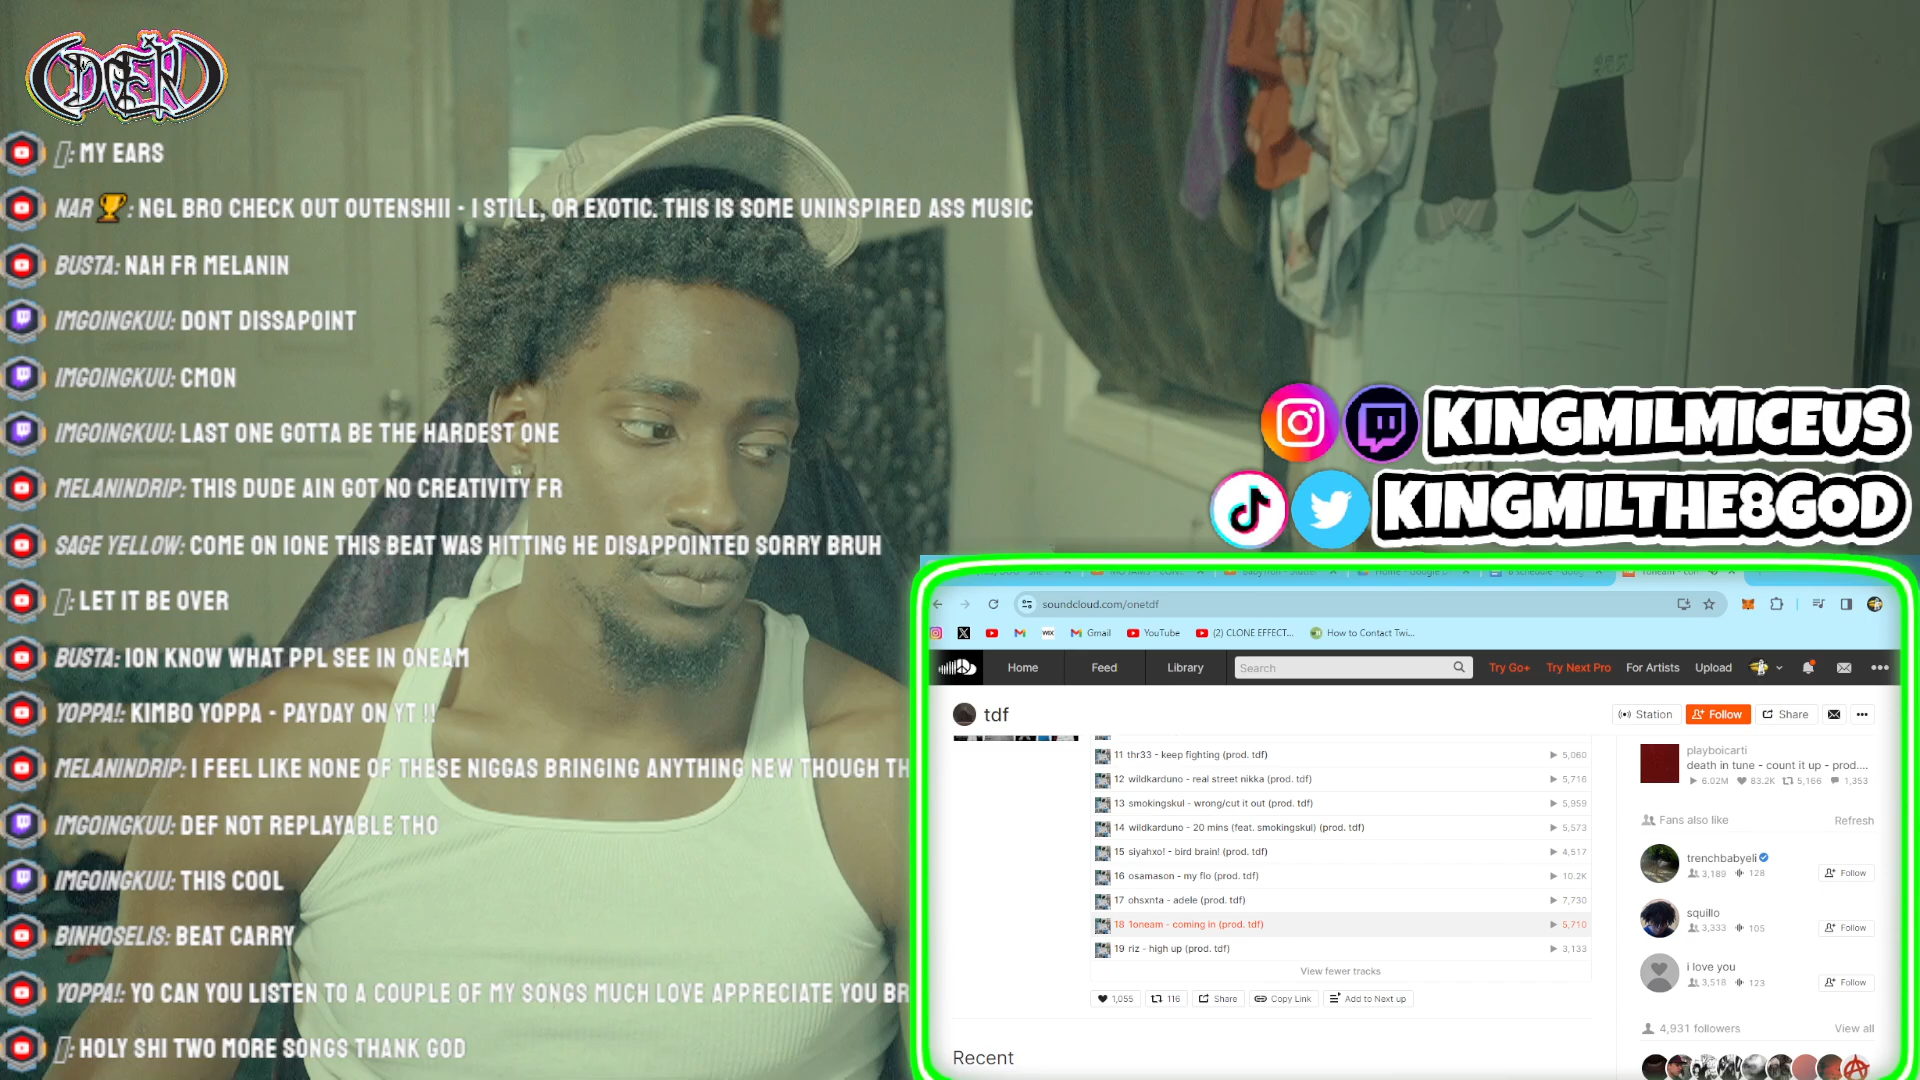 DCER
: MY EARS
NAR 🏆: NGL BRO CHECK OUT OUTENSHII - I STILL, OR EXOTIC. THIS IS SOME UNINSPIRED ASS MUSIC
BUSTA: NAH FR MELANIN
IMGOINGKUU: DONT DISSAPOINT
IMGOINGKUU: CMON
IMGOINGKUU: LAST ONE GOTTA BE THE HARDEST ONE
MELANINDRIP: THIS DUDE AIN GOT NO CREATIVITY FR
SAGE YELLOW: COME ON IONE THIS BEAT WAS HITTING HE DISAPPOINTED SORRY BRUH
: LET IT BE OVER
BUSTA: ION KNOW WHAT PPL SEE IN ONEAM
YOPPA!: KIMBO YOPPA - PAYDAY ON YT !!
MELANINDRIP: I FEEL LIKE NONE OF THESE NIGGAS BRINGING ANYTHING NEW THOUGH TH
IMGOINGKUU: DEF NOT REPLAYABLE THO
IMGOINGKUU: THIS COOL
BINHOSELIS: BEAT CARRY
YOPPA!: YO CAN YOU LISTEN TO A COUPLE OF MY SONGS MUCH LOVE APPRECIATE YOU BR
: HOLY SHI TWO MORE SONGS THANK GOD
KINGMILMICEUS
KINGMILTHE8GOD
soundcloud.com/onetdf
WIX Gmail YouTube (2) CLONE EFFECT... How to Contact Twi...
Home Feed Library Search Try Go+ Try Next Pro For Artists Upload
tdf Station Follow Share
11 thr33 - keep fighting (prod. tdf) 5,060
12 wildkarduno - real street nikka (prod. tdf) 5,716
13 smokingskul - wrong/cut it out (prod. tdf) 5,959
14 wildkarduno - 20 mins (feat. smokingskul) (prod. tdf) 5,573
15 siyahxo! - bird brain! (prod. tdf) 4,517
16 osamason - my flo (prod. tdf) 10.2K
17 ohsxnta - adele (prod. tdf) 7,730
18 1oneam - coming in (prod. tdf) 5,710
19 riz - high up (prod. tdf) 3,133
View fewer tracks
1,055 116 Share Copy Link Add to Next up
Recent
playboicarti
death in tune - count it up - prod....
6.02M 83.2K 5,166 1,353
Fans also like Refresh
trenchbabyeli
3,189 128 Follow
squillo
3,333 105 Follow
i love you
3,518 123 Follow
4,931 followers View all